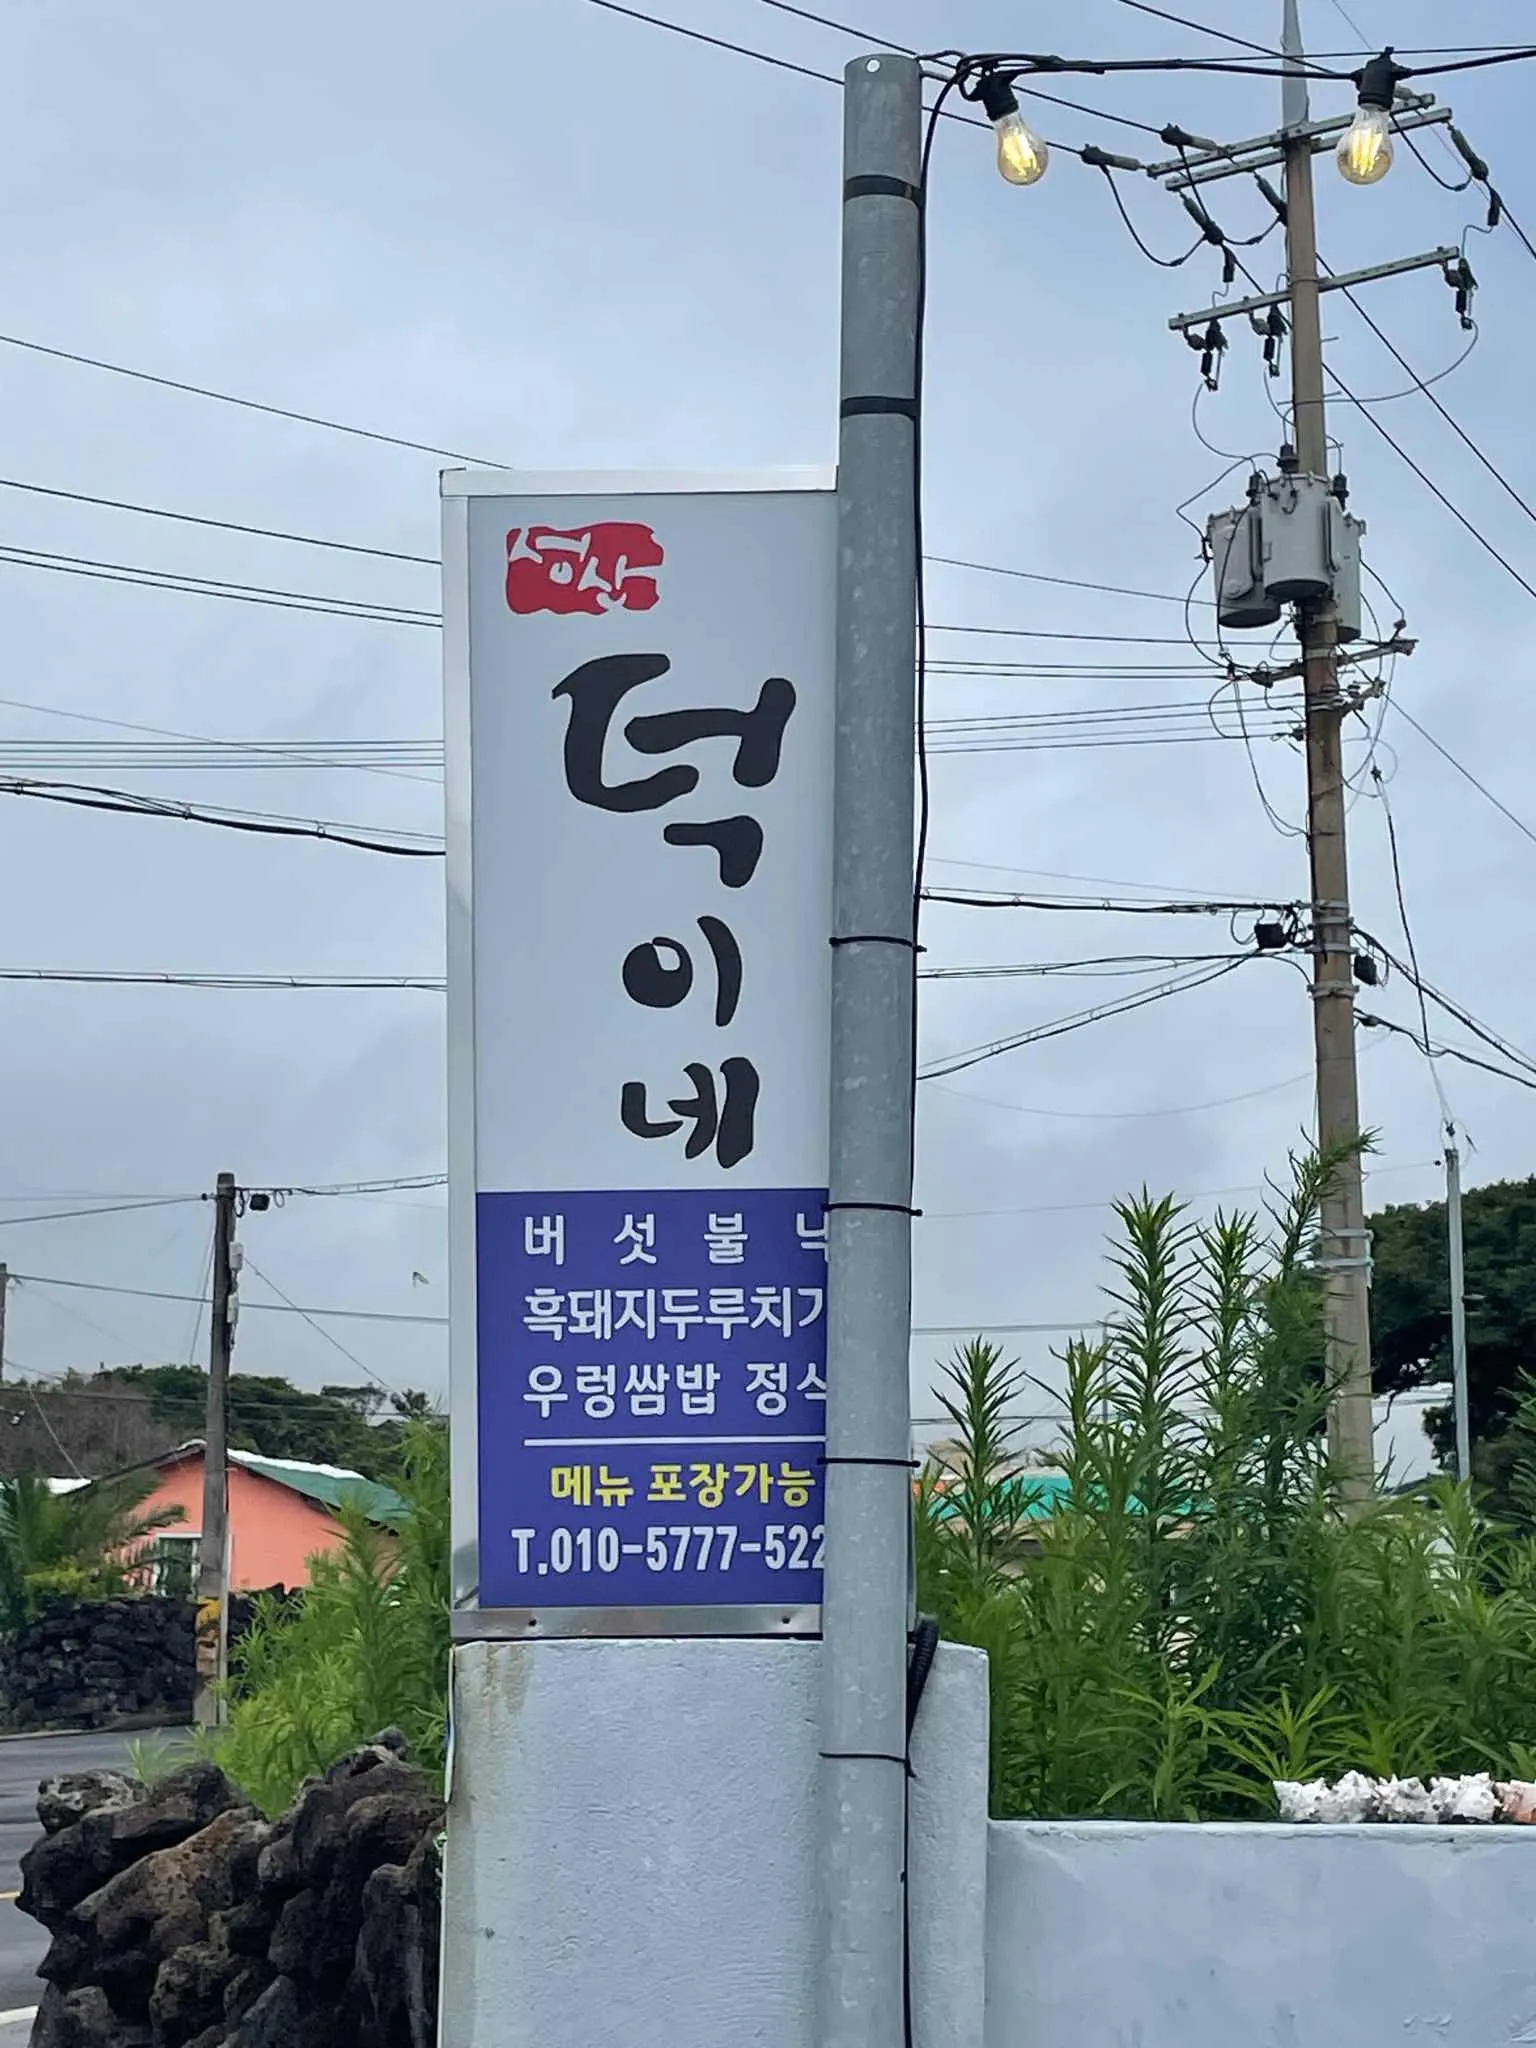 성산
덕이네
버섯불낙
흑돼지두루치기
우렁쌈밥 정식
메뉴 포장가능
T.010-5777-522